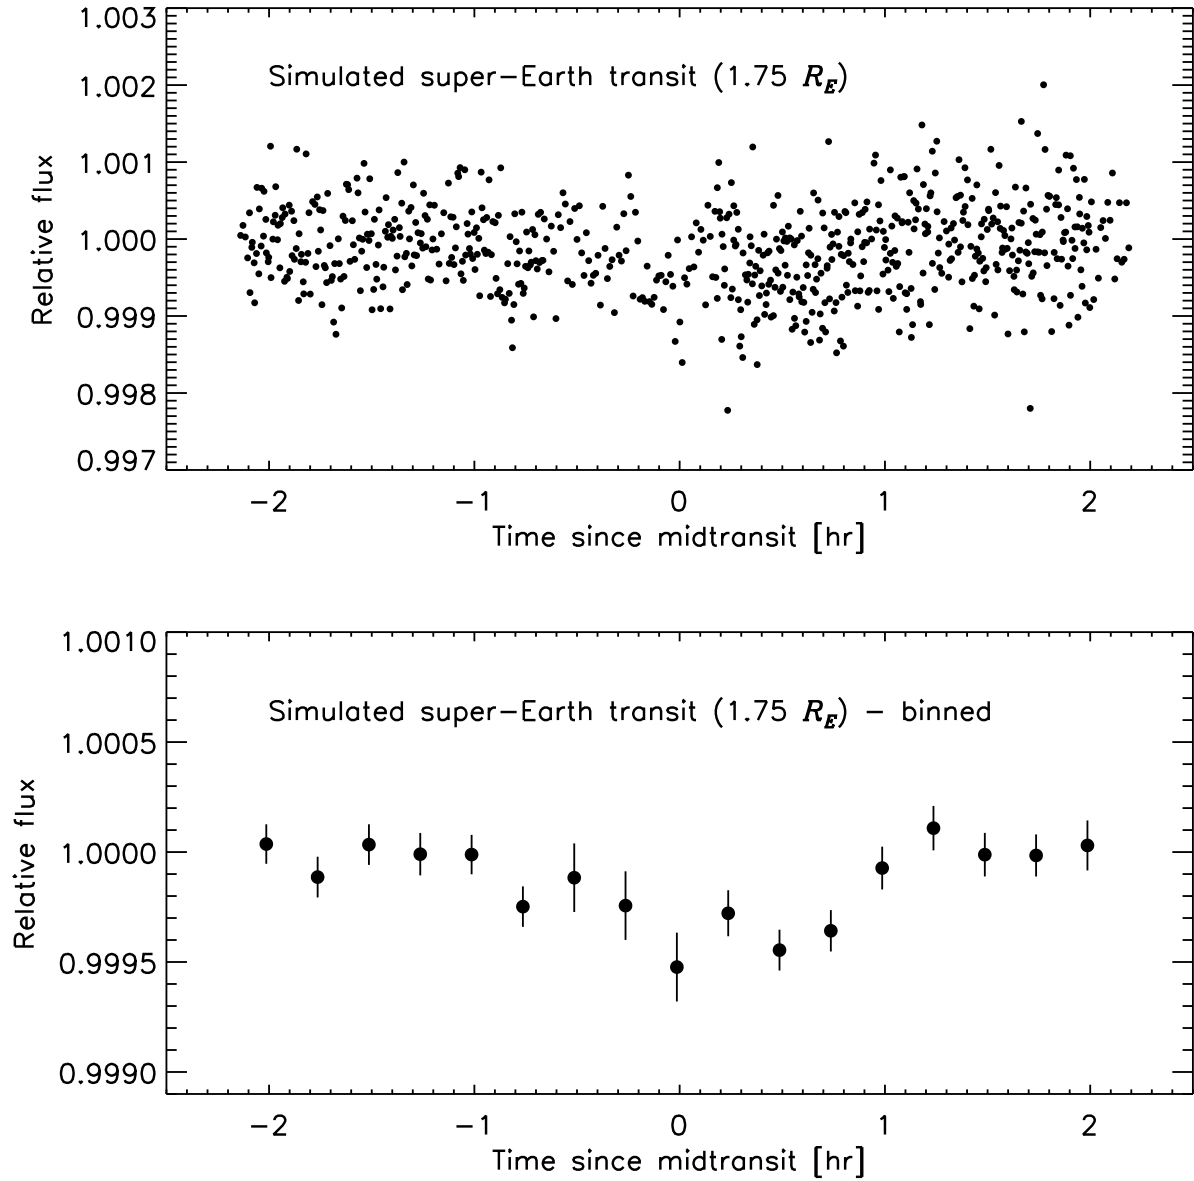 1.003
Simulated super-Earth transit (1.75 R_E)
1.002
1.001
1.000
0.999
0.998
0.997
Relative flux
-2 -1 0 1 2
Time since midtransit [hr]
1.0010
Simulated super-Earth transit (1.75 R_E) - binned
1.0005
1.0000
0.9995
0.9990
Relative flux
-2 -1 0 1 2
Time since midtransit [hr]